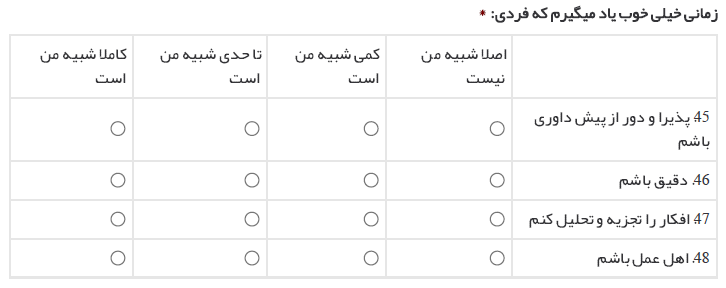 زمانی خیلی خوب یاد میگیرم که فردی: *
اصلا شبیه من نیست
کمی شبیه من است
تا حدی شبیه من است
کاملا شبیه من است
45. پذیرا و دور از پیش داوری
باشم
46. دقیق باشم
47. افکار را تجزیه و تحلیل کنم
48. اهل عمل باشم